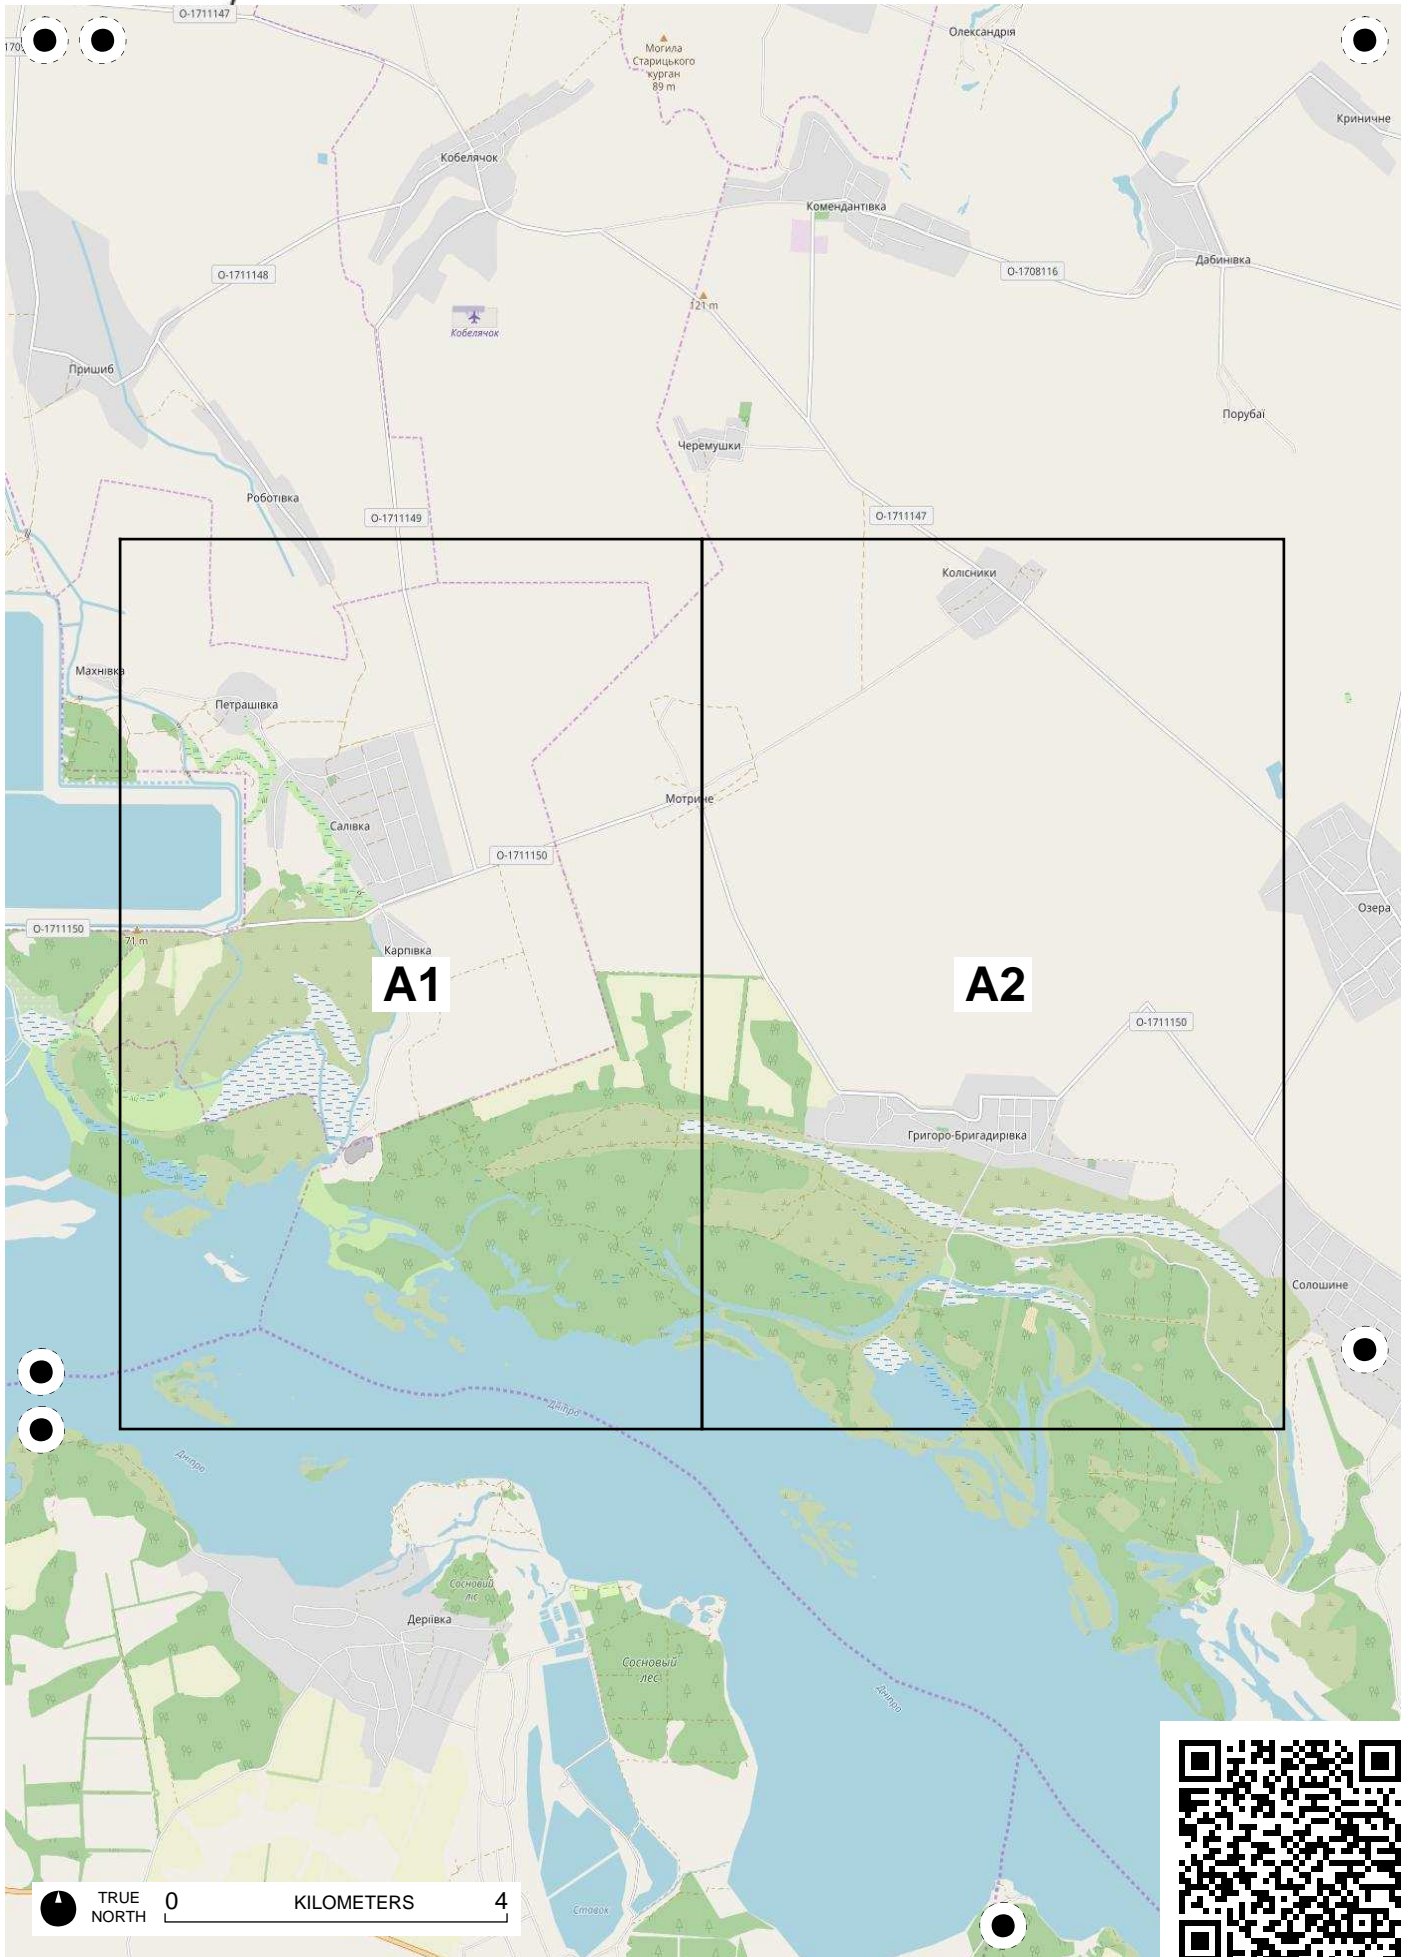 О-1711147
Олександрія
Могила
Старицького
курган
89 m
Криничне
Кобелячок
Комендантівка
Дабинівка
О-1711148
О-1708116
121 m
Кобелячок
Пришиб
Порубаї
Черемушки
Роботівка
О-1711149
О-1711147
Колісники
Махнівка
Петрашівка
Мотрине
Салівка
О-1711150
Озера
О-1711150
71 m
Карпівка
A1
A2
О-1711150
Григоро-Бригадирівка
Солошине
Дніпро
Дніпро
Сосновий
ліс
Деріївка
Сосновый
лес
Дніпро
TRUE
NORTH
0
KILOMETERS
4
Ставок